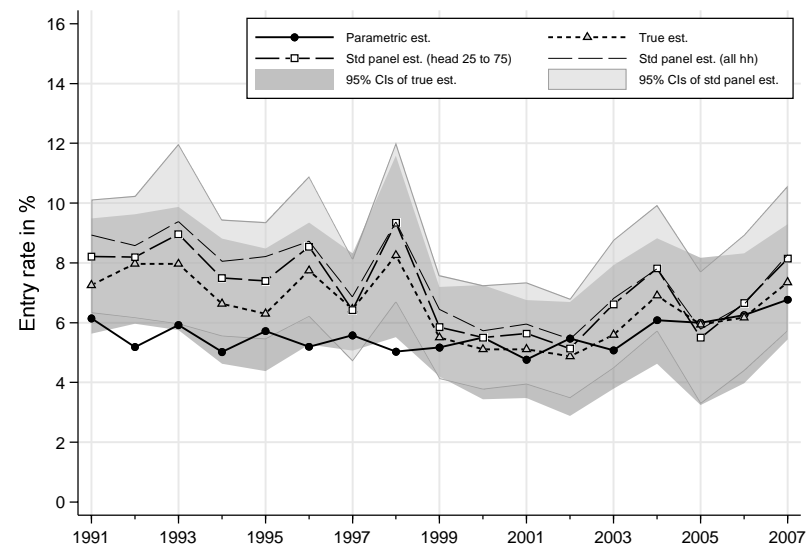 Parametric est. True est.
Std panel est. (head 25 to 75) Std panel est. (all hh)
95% CIs of true est. 95% CIs of std panel est.
Entry rate in %
16
14
12
10
8
6
4
2
0
1991 1993 1995 1997 1999 2001 2003 2005 2007